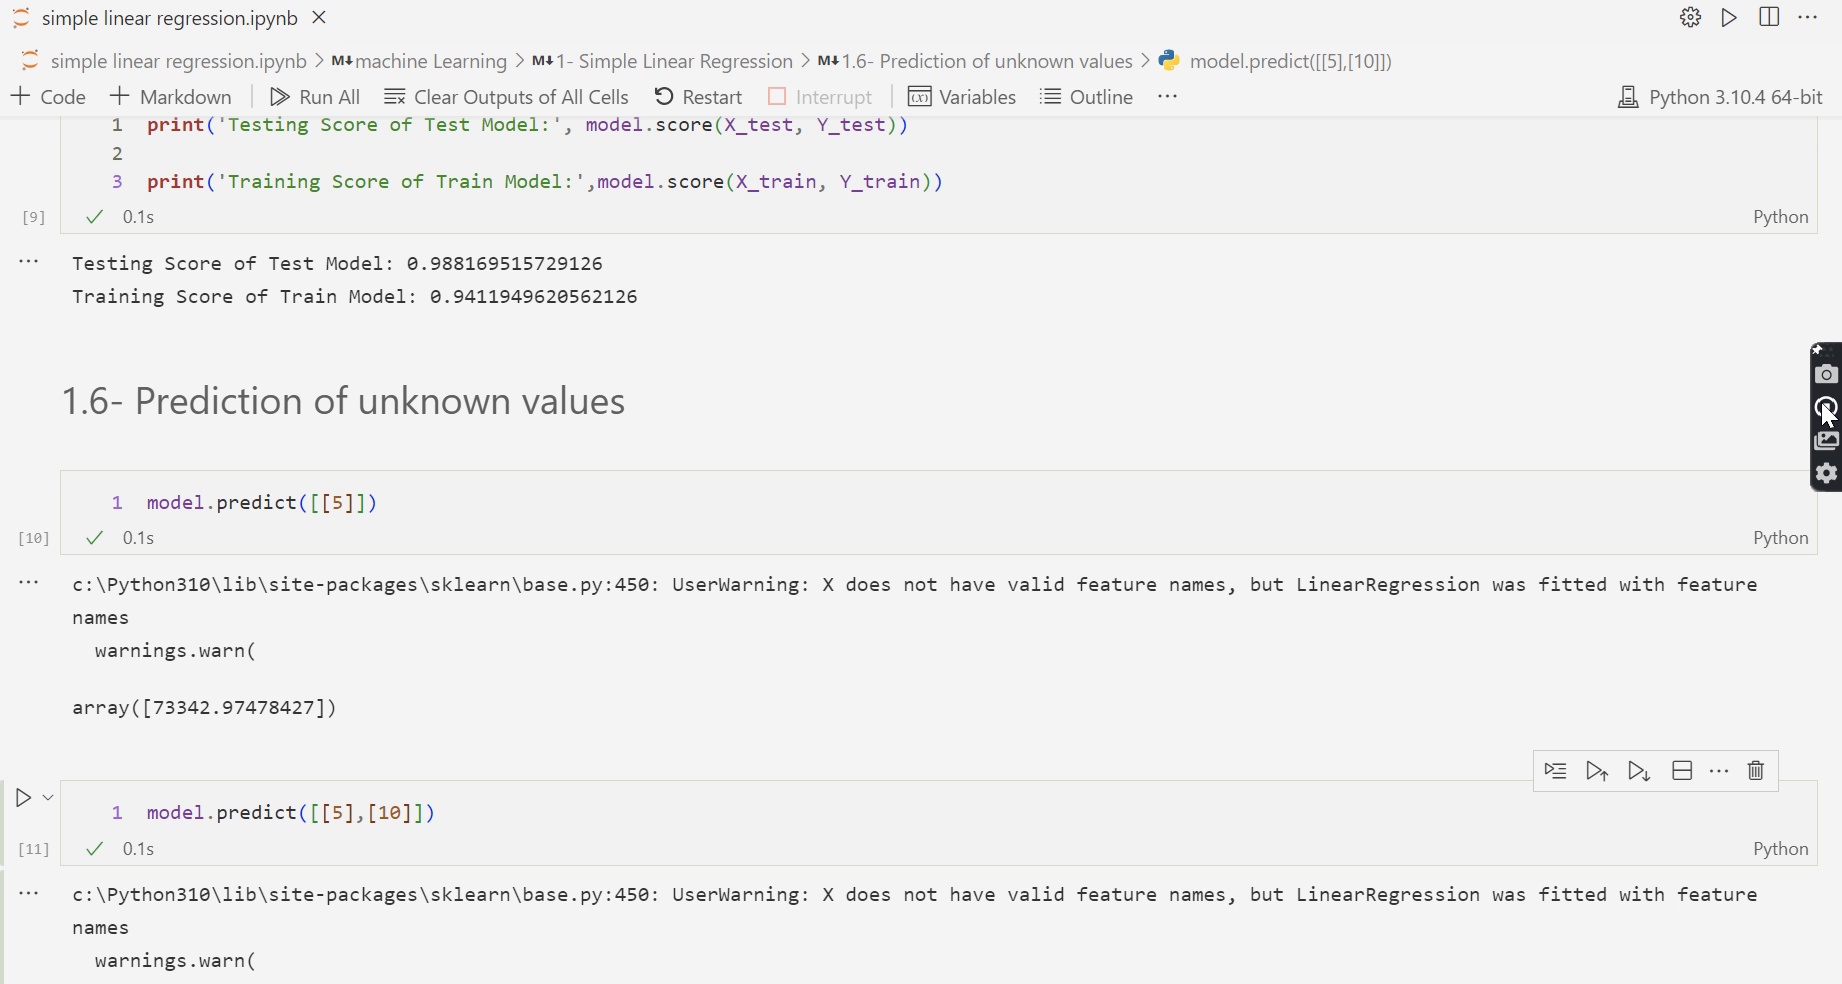 simple linear regression.ipynb
simple linear regression.ipynb > M↓ machine Learning > M↓ 1- Simple Linear Regression > M↓ 1.6- Prediction of unknown values > model.predict([[5],[10]])
+ Code + Markdown Run All Clear Outputs of All Cells Restart Interrupt Variables Outline ··· Python 3.10.4 64-bit
1 print('Testing Score of Test Model:', model.score(X_test, Y_test))
2
3 print('Training Score of Train Model:',model.score(X_train, Y_train))
[9] 0.1s Python
Testing Score of Test Model: 0.988169515729126
Training Score of Train Model: 0.9411949620562126
1.6- Prediction of unknown values
1 model.predict([[5]])
[10] 0.1s Python
c:\Python310\lib\site-packages\sklearn\base.py:450: UserWarning: X does not have valid feature names, but LinearRegression was fitted with feature
names
warnings.warn(
array([73342.97478427])
1 model.predict([[5],[10]])
[11] 0.1s Python
c:\Python310\lib\site-packages\sklearn\base.py:450: UserWarning: X does not have valid feature names, but LinearRegression was fitted with feature
names
warnings.warn(